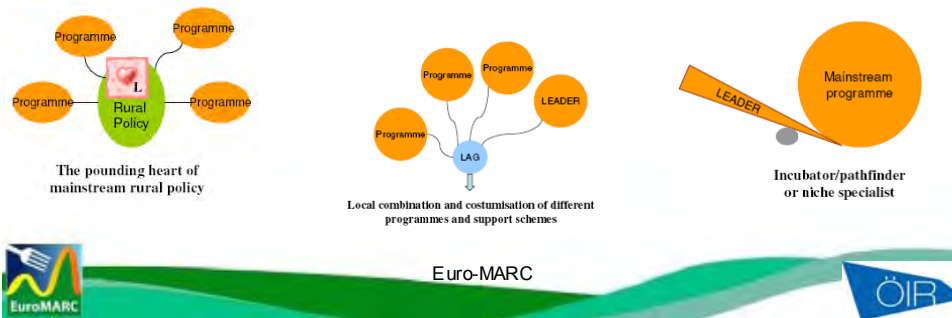 Programme
Programme
Programme
Programme
L
Rural
Policy
The pounding heart of
mainstream rural policy
Programme
Programme
Programme
LEADER
LAG
Local combination and costumisation of different
programmes and support schemes
LEADER
Mainstream
programme
Incubator/pathfinder
or niche specialist
Euro-MARC
EuroMARC
ÖIR